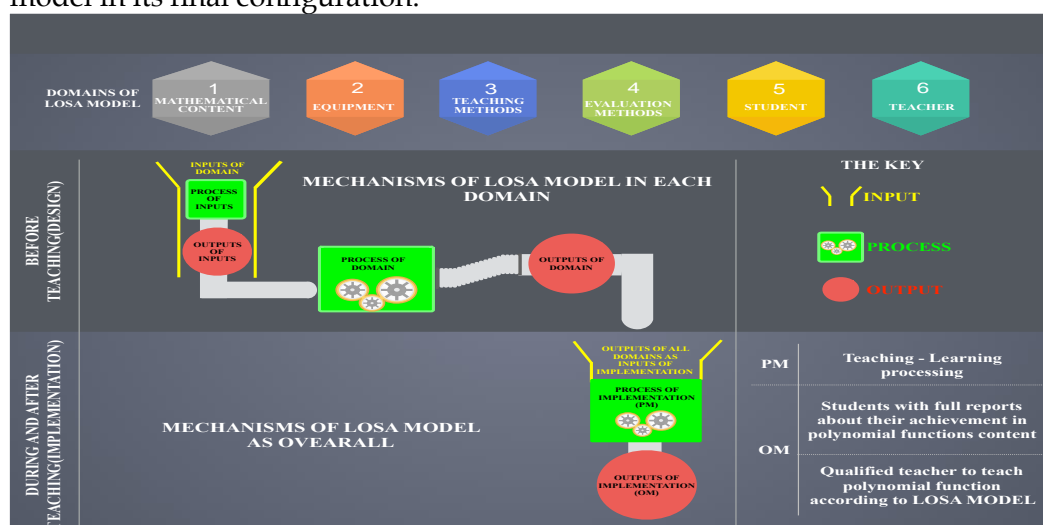 model in its final configuration.
DOMAINS OF
LOSA MODEL
1
MATHEMATICAL
CONTENT
2
EQUIPMENT
3
TEACHING
METHODS
4
EVALUATION
METHODS
5
STUDENT
6
TEACHER
BEFORE
TEACHING(DESIGN)
INPUTS OF
DOMAIN
PROCESS
OF
INPUTS
OUTPUTS
OF
INPUTS
MECHANISMS OF LOSA MODEL IN EACH
DOMAIN
PROCESS OF
DOMAIN
OUTPUTS OF
DOMAIN
THE KEY
INPUT
PROCESS
OUTPUT
DURING AND AFTER
TEACHING(IMPLEMENTATION)
MECHANISMS OF LOSA MODEL
AS OVEARALL
OUTPUTS OF ALL
DOMAINS AS
INPUTS OF
IMPLEMENTATION
PROCESS OF
IMPLEMENTATION
(PM)
OUTPUTS OF
IMPLEMENTATION
(OM)
PM
Teaching - Learning
processing
OM
Students with full reports
about their achievement in
polynomial functions content
Qualified teacher to teach
polynomial function
according to LOSA MODEL